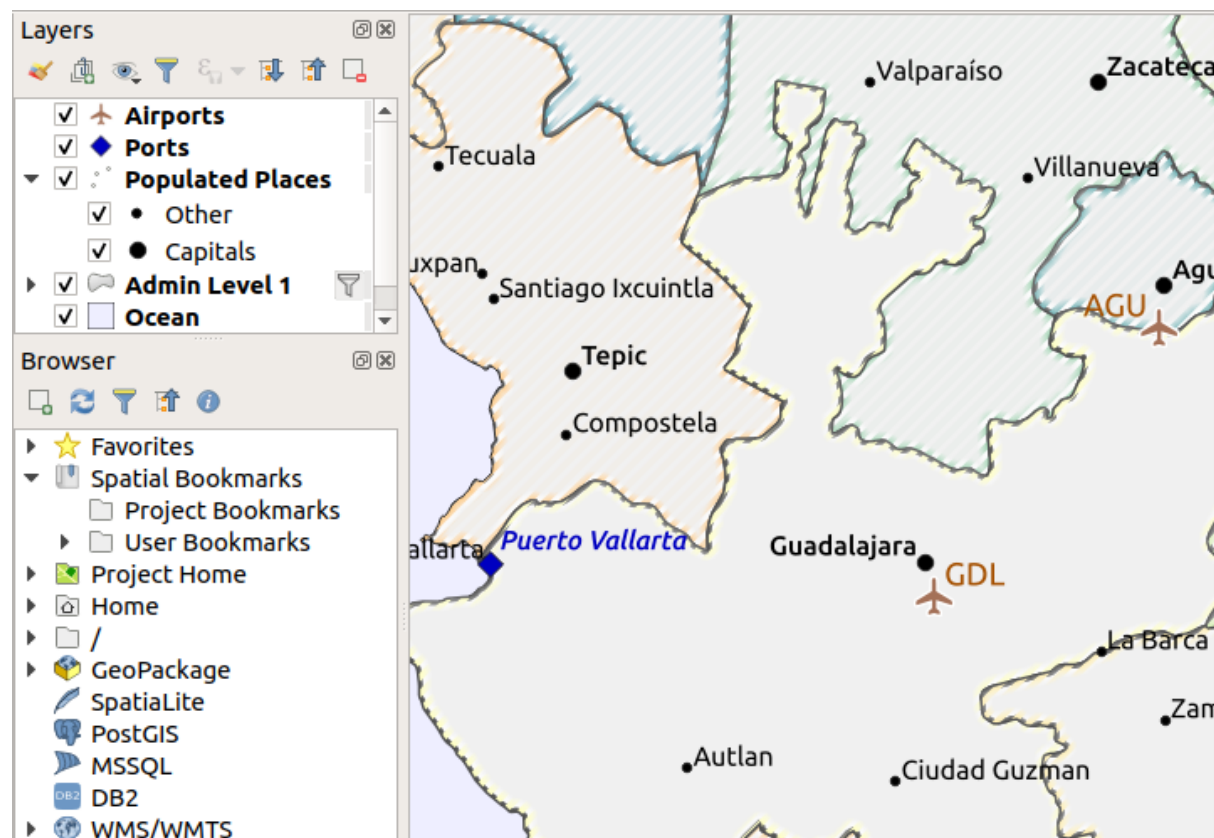 Layers
Airports
Ports
Populated Places
Other
Capitals
Admin Level 1
Ocean
Browser
Favorites
Spatial Bookmarks
Project Bookmarks
User Bookmarks
Project Home
Home
/
GeoPackage
SpatiaLite
PostGIS
MSSQL
DB2
DB2
WMS/WMTS
Valparaíso
Zacateca
Tecuala
Villanueva
uxpan
Santiago Ixcuintla
Agu
AGU
Tepic
Compostela
allarta
Puerto Vallarta
Guadalajara
GDL
La Barca
Zam
Autlan
Ciudad Guzman